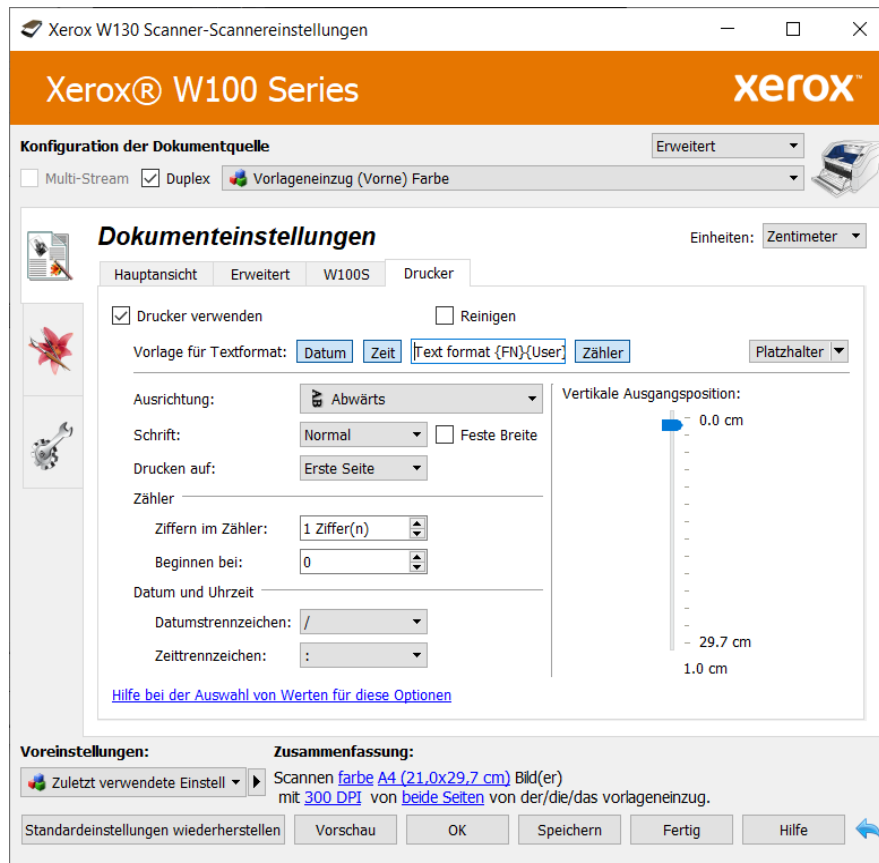 Xerox W130 Scanner-Scannereinstellungen
Xerox® W100 Series
xerox™
Konfiguration der Dokumentquelle
Erweitert
Multi-Stream Duplex Vorlageneinzug (Vorne) Farbe
Dokumenteinstellungen
Einheiten: Zentimeter
Hauptansicht Erweitert W100S Drucker
Drucker verwenden Reinigen
Vorlage für Textformat: Datum Zeit Text format {FN}{User] Zähler Platzhalter
Ausrichtung: AB Abwärts
Vertikale Ausgangsposition:
0.0 cm
Schrift: Normal Feste Breite
Drucken auf: Erste Seite
Zähler
Ziffern im Zähler: 1 Ziffer(n)
Beginnen bei: 0
Datum und Uhrzeit
Datumstrennzeichen: /
29.7 cm
Zeittrennzeichen: :
1.0 cm
Hilfe bei der Auswahl von Werten für diese Optionen
Voreinstellungen:
Zusammenfassung:
Zuletzt verwendete Einstell
Scannen farbe A4 (21,0x29,7 cm) Bild(er)
mit 300 DPI von beide Seiten von der/die/das vorlageneinzug.
Standardeinstellungen wiederherstellen Vorschau OK Speichern Fertig Hilfe